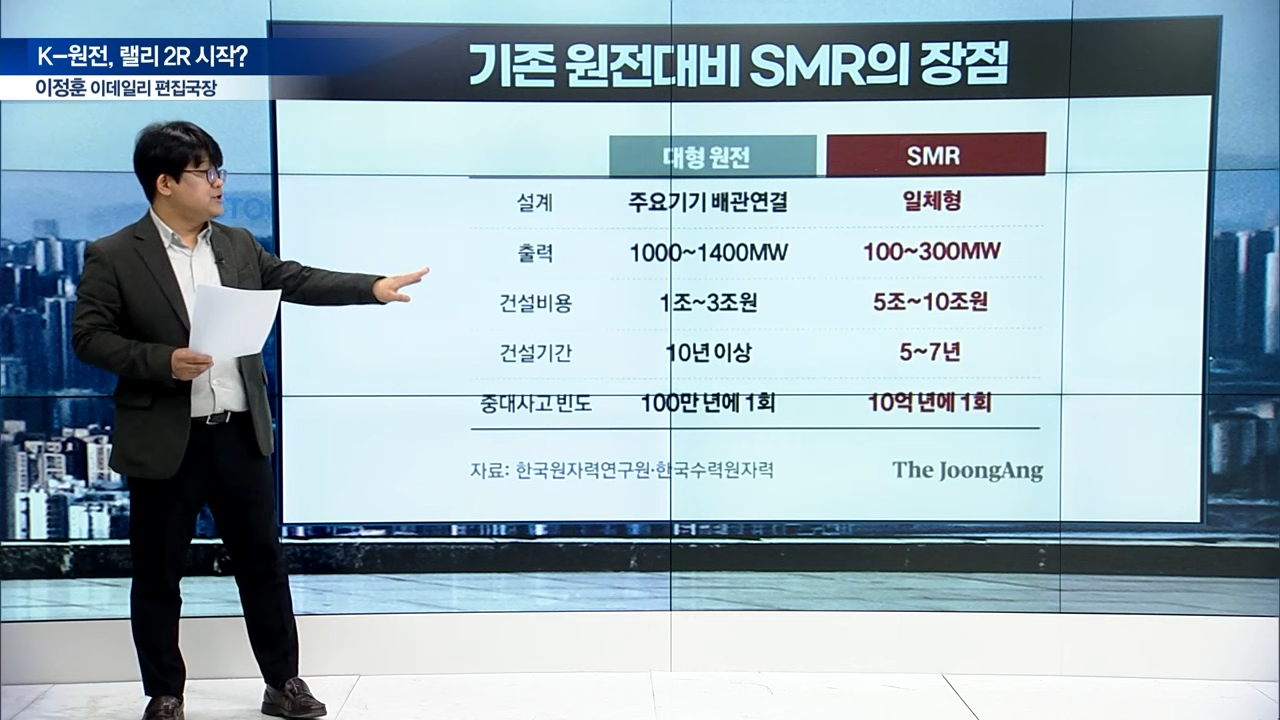 K-원전, 랠리 2R 시작?
이정훈 이데일리 편집국장
기존 원전대비 SMR의 장점
대형 원전 SMR
설계 주요기기 배관연결 일체형
출력 1000~1400MW 100~300MW
건설비용 1조~3조원 5조~10조원
건설기간 10년 이상 5~7년
중대사고 빈도 100만 년에 1회 10억 년에 1회
자료: 한국원자력연구원·한국수력원자력 The JoongAng